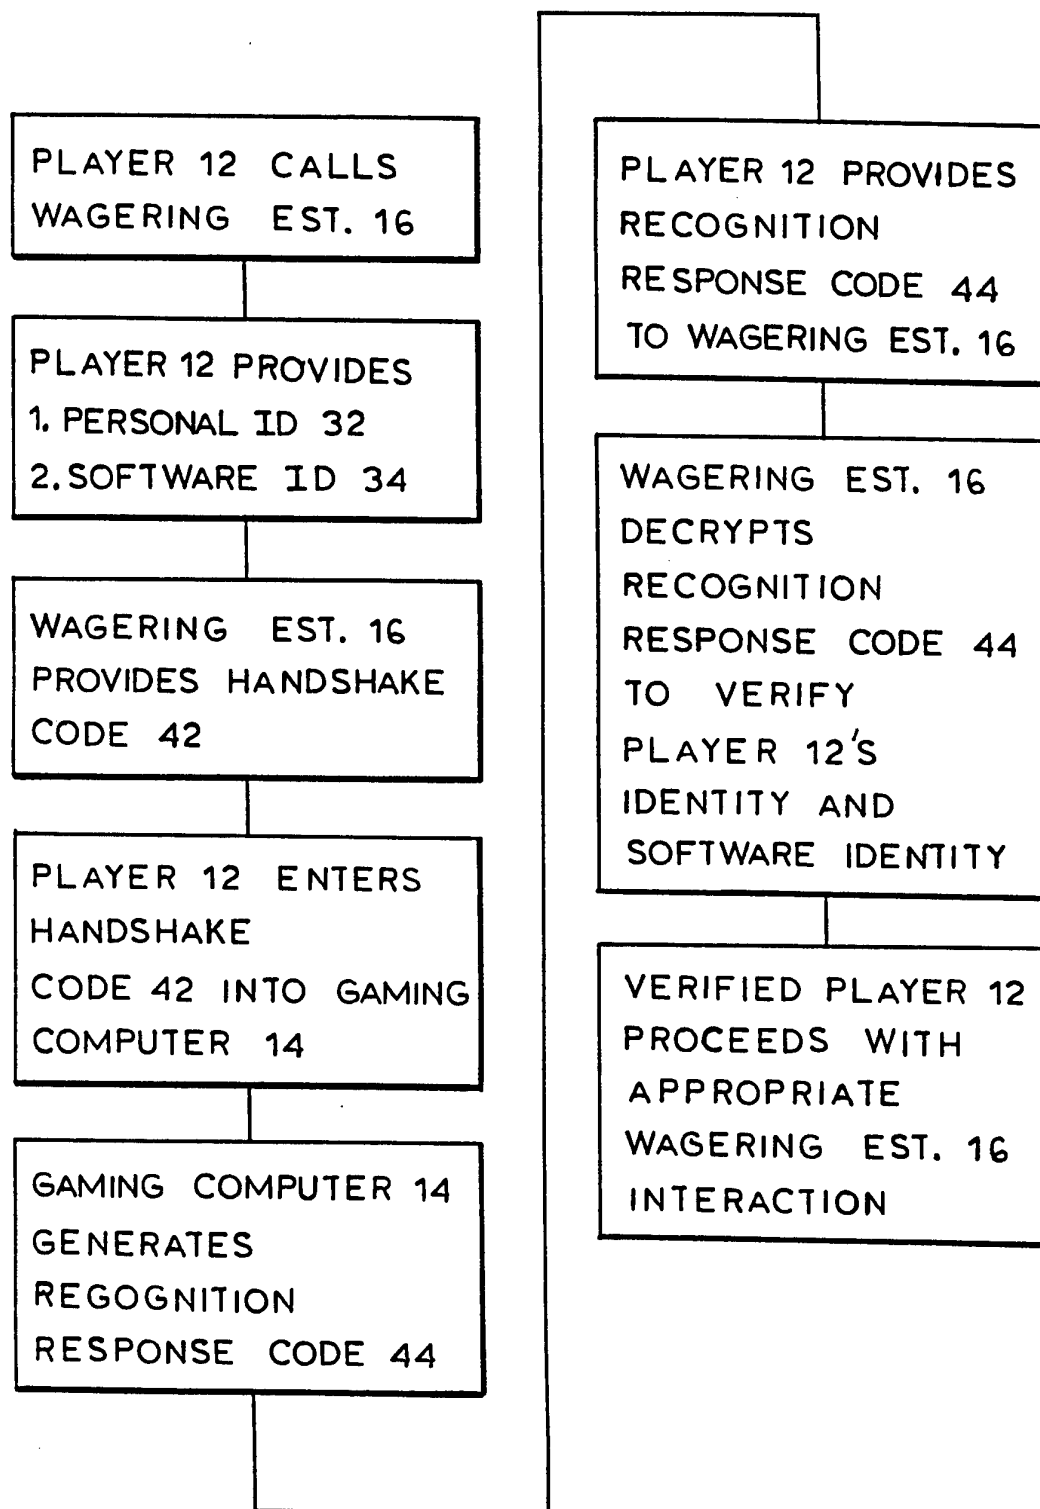 PLAYER 12 CALLS
WAGERING EST. 16
PLAYER 12 PROVIDES
1. PERSONAL ID 32
2. SOFTWARE ID 34
WAGERING EST. 16
PROVIDES HANDSHAKE
CODE 42
PLAYER 12 ENTERS
HANDSHAKE
CODE 42 INTO GAMING
COMPUTER 14
GAMING COMPUTER 14
GENERATES
REGOGNITION
RESPONSE CODE 44
PLAYER 12 PROVIDES
RECOGNITION
RESPONSE CODE 44
TO WAGERING EST. 16
WAGERING EST. 16
DECRYPTS
RECOGNITION
RESPONSE CODE 44
TO VERIFY
PLAYER 12'S
IDENTITY AND
SOFTWARE IDENTITY
VERIFIED PLAYER 12
PROCEEDS WITH
APPROPRIATE
WAGERING EST. 16
INTERACTION